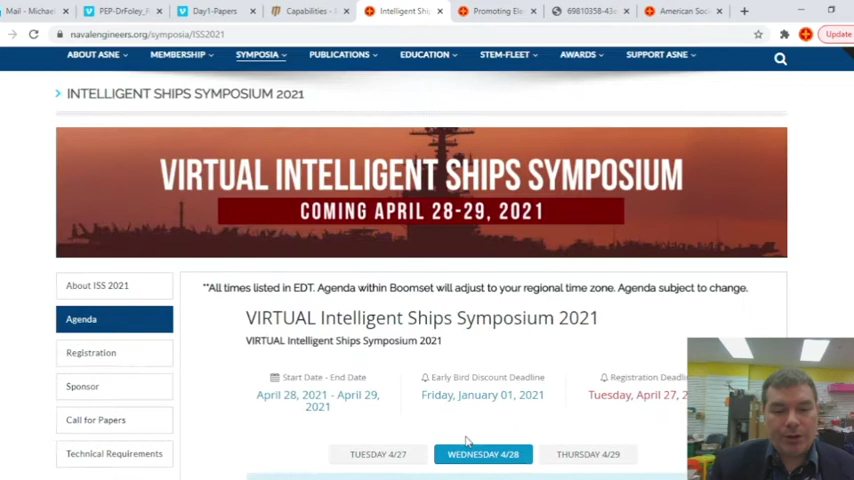 Mail - Michae
PEP-DrFoley_F
Day1-Papers
Capabilities -
Intelligent Shi
Promoting Ele
69810358-43c
American Soci
navalengineers.org/symposia/ISS2021
Update
ABOUT ASNE
MEMBERSHIP
SYMPOSIA
PUBLICATIONS
EDUCATION
STEM-FLEET
AWARDS
SUPPORT ASNE
INTELLIGENT SHIPS SYMPOSIUM 2021
VIRTUAL INTELLIGENT SHIPS SYMPOSIUM
COMING APRIL 28-29, 2021
About ISS 2021
Agenda
Registration
Sponsor
Call for Papers
Technical Requirements
**All times listed in EDT. Agenda within Boomset will adjust to your regional time zone. Agenda subject to change.
VIRTUAL Intelligent Ships Symposium 2021
VIRTUAL Intelligent Ships Symposium 2021
Start Date - End Date
April 28, 2021 - April 29,
2021
Early Bird Discount Deadline
Friday, January 01, 2021
Registration Deadli
Tuesday, April 27, 2
TUESDAY 4/27
WEDNESDAY 4/28
THURSDAY 4/29